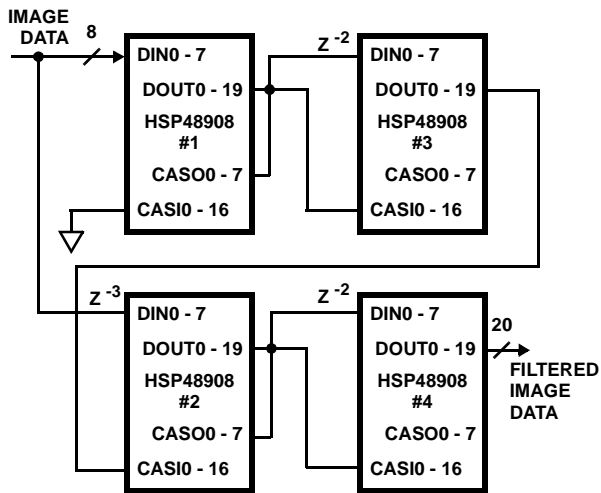 IMAGE
DATA
8
DIN0 - 7
DOUT0 - 19
HSP48908
#1
CASO0 - 7
CASI0 - 16
Z -2
DIN0 - 7
DOUT0 - 19
HSP48908
#3
CASO0 - 7
CASI0 - 16
Z -3
DIN0 - 7
DOUT0 - 19
HSP48908
#2
CASO0 - 7
CASI0 - 16
Z -2
DIN0 - 7
DOUT0 - 19
HSP48908
#4
CASO0 - 7
CASI0 - 16
20
FILTERED
IMAGE
DATA